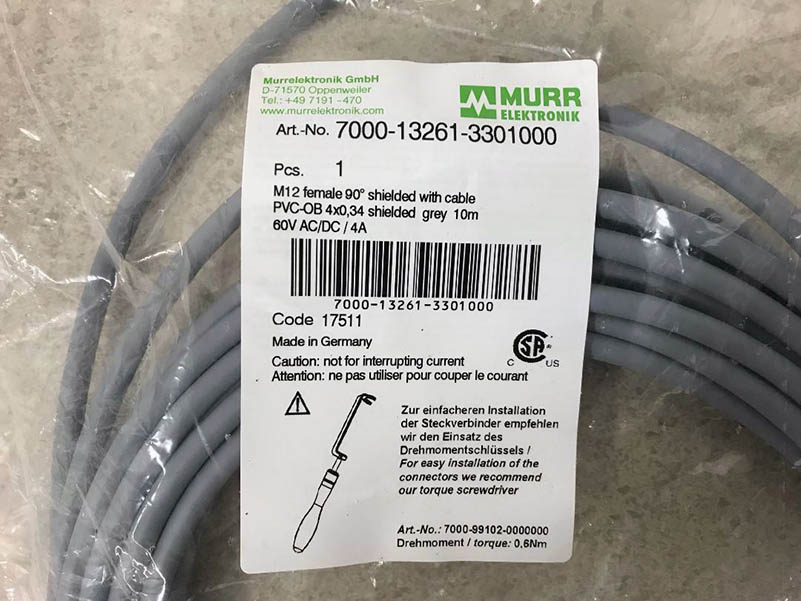 Murrelektronik GmbH
D-71570 Oppenweiler
Tel.: +49 7191 -470
www.murrelektronik.com
MURR
ELEKTRONIK
Art.-No. 7000-13261-3301000
Pcs. 1
M12 female 90° shielded with cable
PVC-OB 4x0,34 shielded grey 10m
60V AC/DC / 4A
7000-13261-3301000
Code 17511
Made in Germany
C SA ® US
Caution: not for interrupting current
Attention: ne pas utiliser pour couper le courant
Zur einfacheren Installation
der Steckverbinder empfehlen
wir den Einsatz des
Drehmomentschlüssels /
For easy installation of the
connectors we recommend
our torque screwdriver
Art.-No.: 7000-99102-0000000
Drehmoment / torque: 0,6Nm